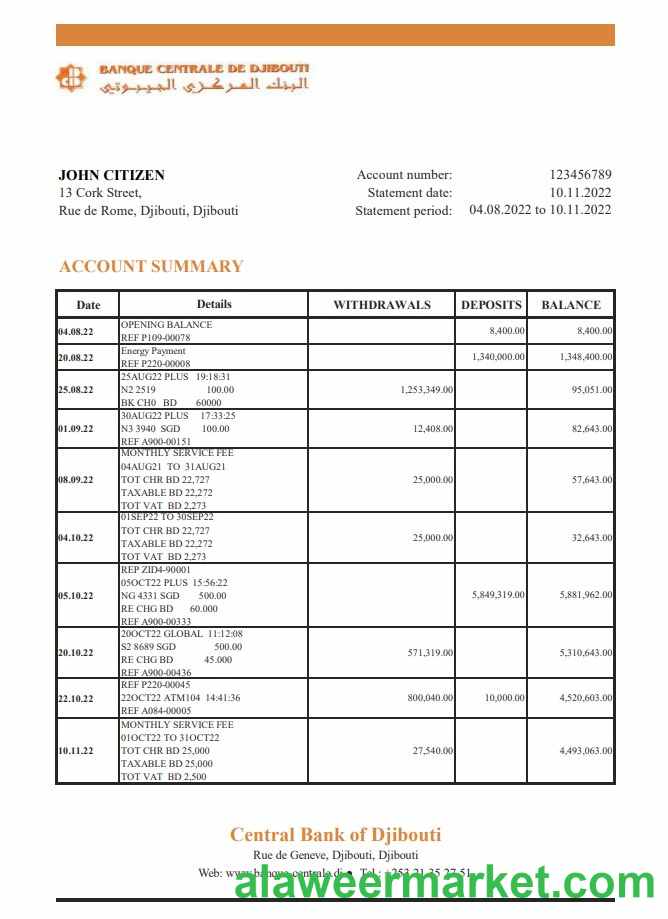 BANQUE CENTRALE DE DJIBOUTI
البنك المركزي الجيبوتي
JOHN CITIZEN
13 Cork Street,
Rue de Rome, Djibouti, Djibouti
Account number: 123456789
Statement date: 10.11.2022
Statement period: 04.08.2022 to 10.11.2022
ACCOUNT SUMMARY
Date Details WITHDRAWALS DEPOSITS BALANCE
OPENING BALANCE
04.08.22 8,400.00 8,400.00
REF P109-00078
Energy Payment
20.08.22 1,340,000.00 1,348,400.00
REF P220-00008
25AUG22 PLUS 19:18:31
25.08.22 N2 2519 100.00 1,253,349.00 95,051.00
BK CH0 BD 60000
30AUG22 PLUS 17:33:25
01.09.22 N3 3940 SGD 100.00 12,408.00 82,643.00
REF A900-00151
MONTHLY SERVICE FEE
04AUG21 TO 31AUG21
08.09.22 TOT CHR BD 22,727 25,000.00 57,643.00
TAXABLE BD 22,272
TOT VAT BD 2,273
01SEP22 TO 30SEP22
TOT CHR BD 22,727
04.10.22 25,000.00 32,643.00
TAXABLE BD 22,272
TOT VAT BD 2,273
REP ZID4-90001
05OCT22 PLUS 15:56:22
05.10.22 NG 4331 SGD 500.00 5,849,319.00 5,881,962.00
RE CHG BD 60.000
REF A900-00333
20OCT22 GLOBAL 11:12:08
S2 8689 SGD 500.00
20.10.22 571,319.00 5,310,643.00
RE CHG BD 45.000
REF A900-00436
REF P220-00045
22.10.22 22OCT22 ATM104 14:41:36 800,040.00 10,000.00 4,520,603.00
REF A084-00005
MONTHLY SERVICE FEE
01OCT22 TO 31OCT22
10.11.22 TOT CHR BD 25,000 27,540.00 4,493,063.00
TAXABLE BD 25,000
TOT VAT BD 2,500
Central Bank of Djibouti
Rue de Geneve, Djibouti, Djibouti
Web: www.banque-centrale.dj ● Tel.: +253 21 35 27 51
alaweermarket.com